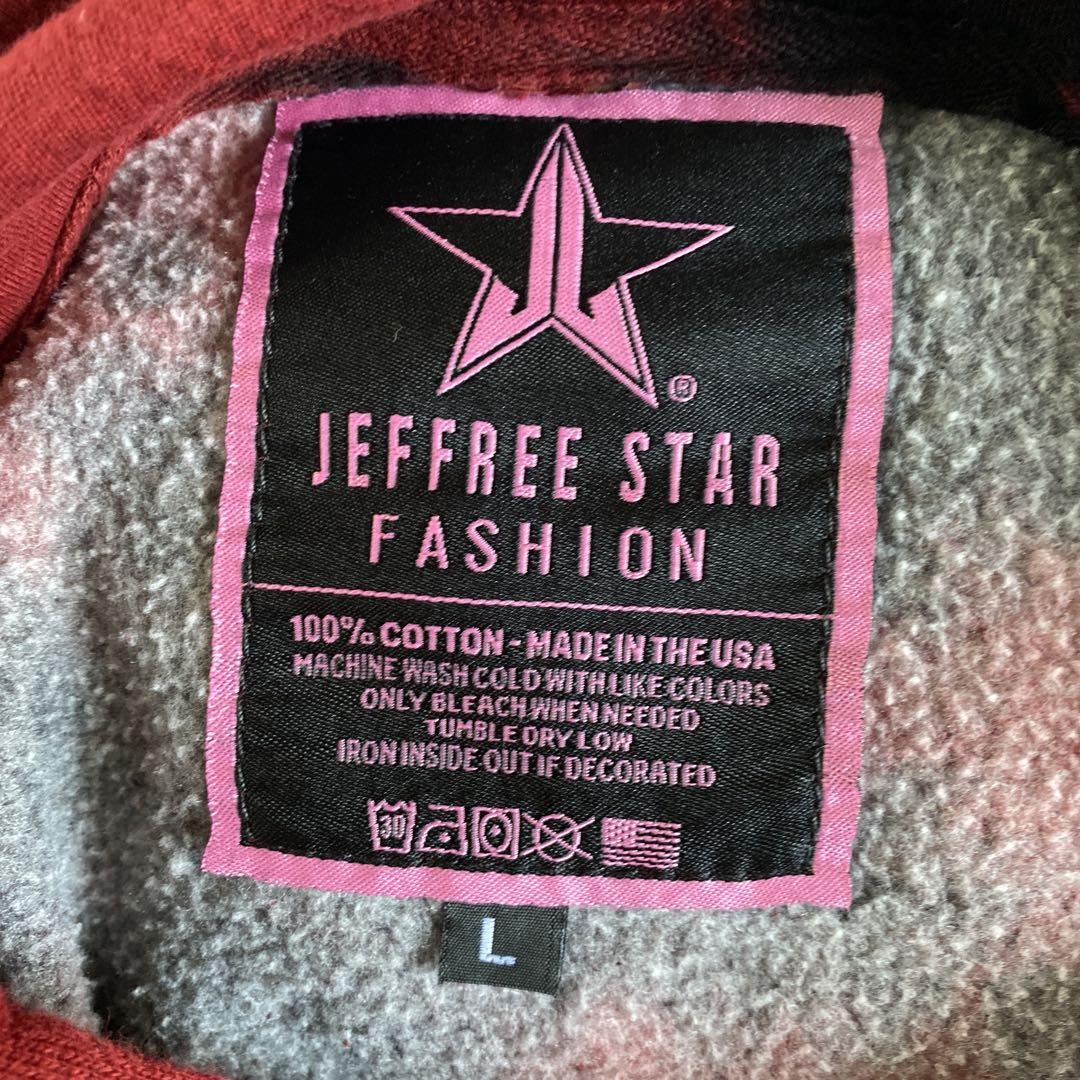 ®
JEFFREE STAR
FASHION
100% COTTON - MADE IN THE USA
MACHINE WASH COLD WITH LIKE COLORS
ONLY BLEACH WHEN NEEDED
TUMBLE DRY LOW
IRON INSIDE OUT IF DECORATED
30
L